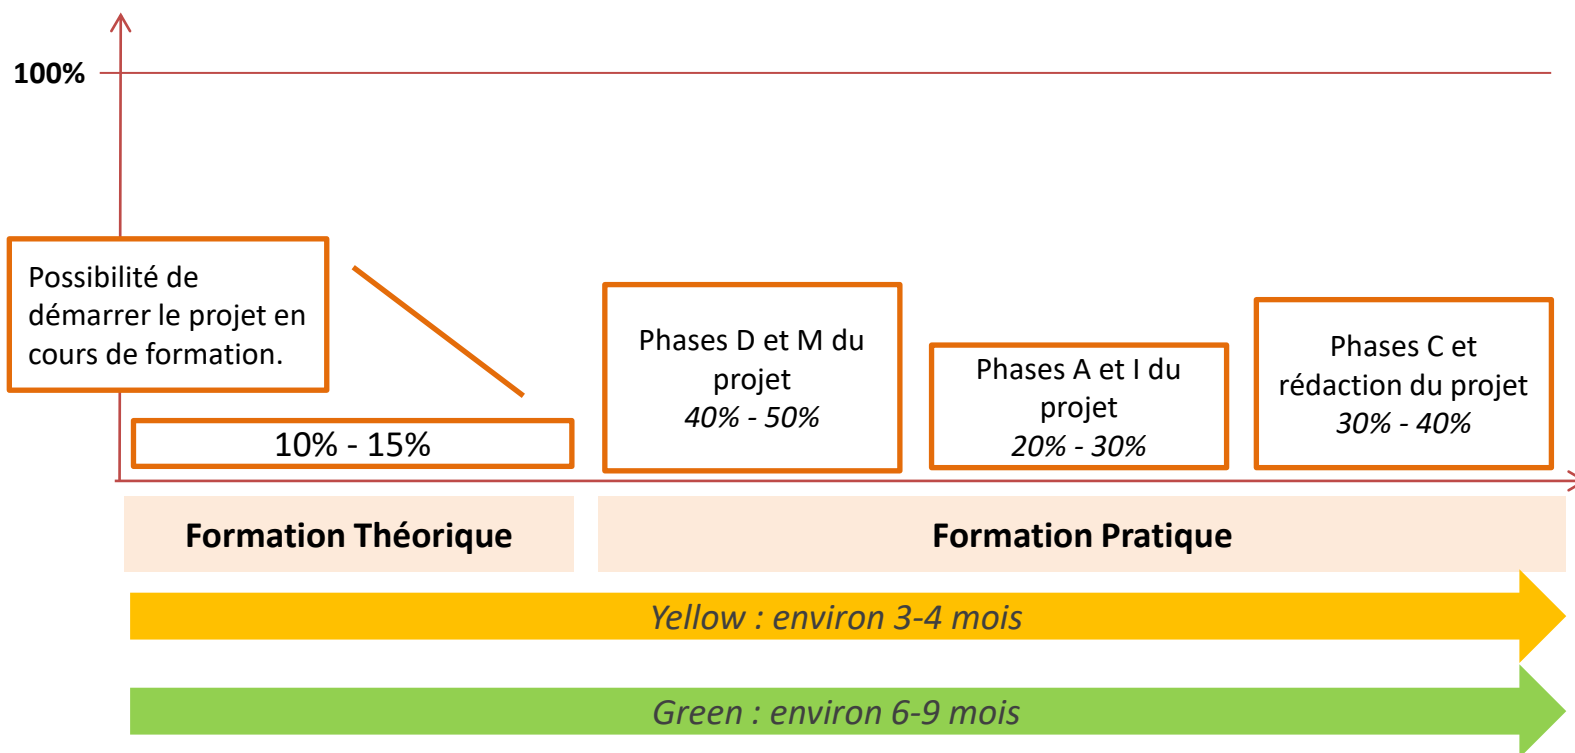 100%
Possibilité de
démarrer le projet en
cours de formation.
10% - 15%
Phases D et M du
projet
40% - 50%
Phases A et I du
projet
20% - 30%
Phases C et
rédaction du projet
30% - 40%
Formation Théorique
Formation Pratique
Yellow : environ 3-4 mois
Green : environ 6-9 mois